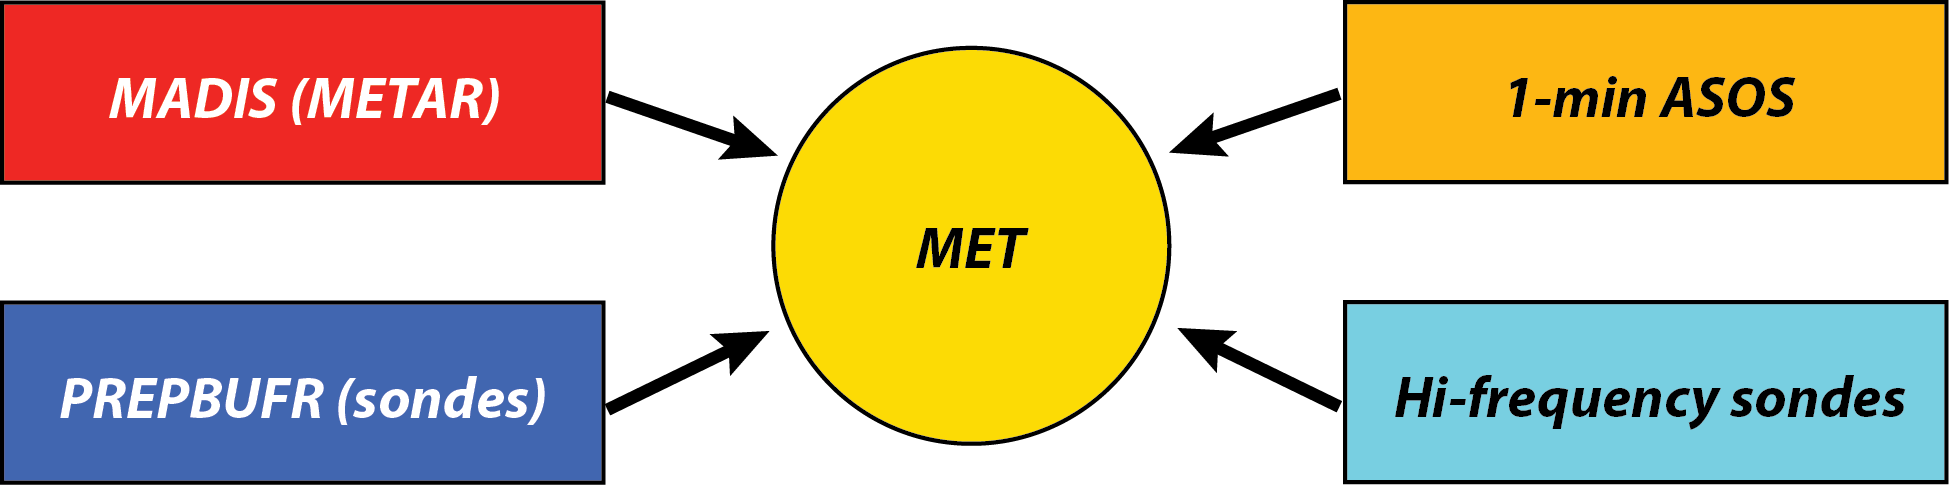 MADIS (METAR)
1-min ASOS
MET
PREPBUFR (sondes)
Hi-frequency sondes